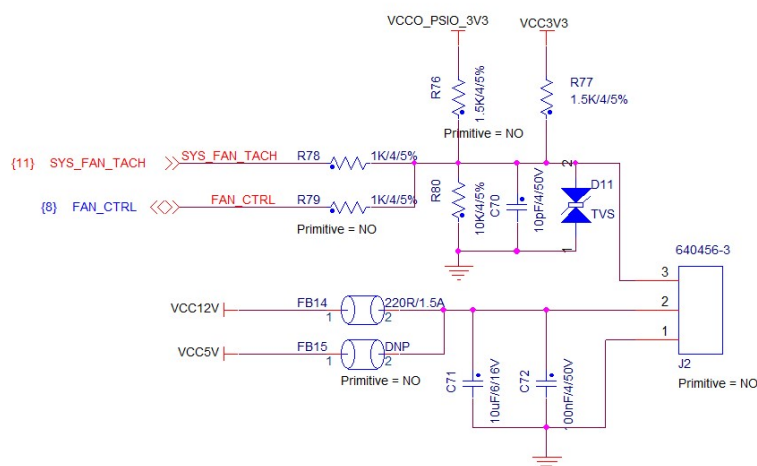 VCCO_PSIO_3V3
VCC3V3
R76
1.5K/4/5%
R77
1.5K/4/5%
Primitive = NO
{11} SYS_FAN_TACH
SYS_FAN_TACH
R78
1K/4/5%
2
{8} FAN_CTRL
FAN_CTRL
R79
1K/4/5%
Primitive = NO
R80
10K/4/5%
C70
10pF/4/50V
D11
TVS
1
640456-3
3
2
1
J2
Primitive = NO
VCC12V
FB14
220R/1.5A
1
2
VCC5V
FB15
DNP
1
2
Primitive = NO
C71
10uF/6/16V
C72
100nF/4/50V